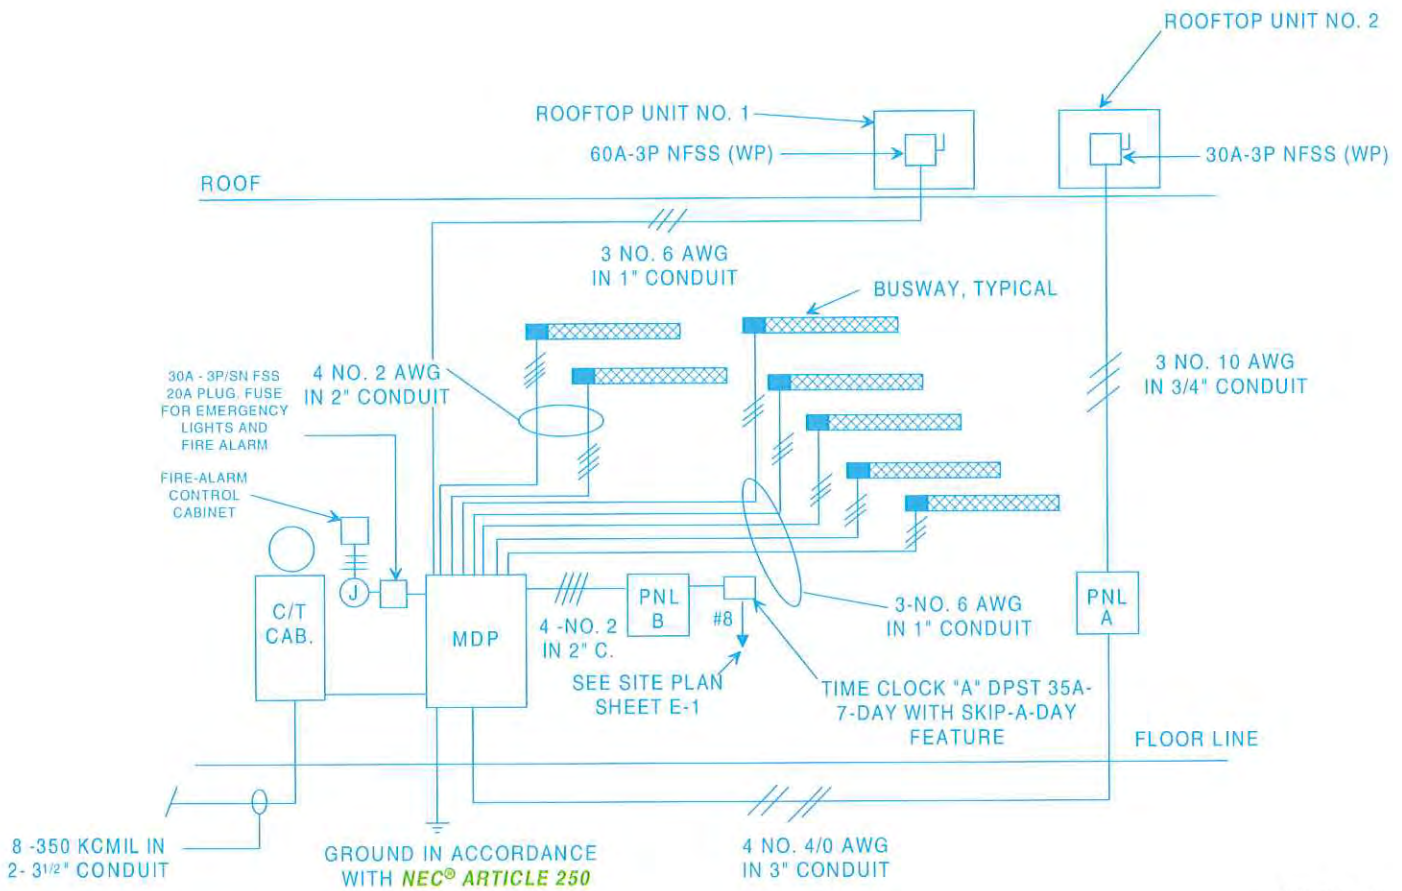 ROOFTOP UNIT NO. 2
ROOFTOP UNIT NO. 1
60A-3P NFSS (WP)
30A-3P NFSS (WP)
ROOF
3 NO. 6 AWG
IN 1" CONDUIT
BUSWAY, TYPICAL
30A - 3P/SN FSS
20A PLUG. FUSE
FOR EMERGENCY
LIGHTS AND
FIRE ALARM
4 NO. 2 AWG
IN 2" CONDUIT
3 NO. 10 AWG
IN 3/4" CONDUIT
FIRE-ALARM
CONTROL
CABINET
J
C/T
CAB.
MDP
4 -NO. 2
IN 2" C.
PNL
B
#8
3-NO. 6 AWG
IN 1" CONDUIT
PNL
A
SEE SITE PLAN
SHEET E-1
TIME CLOCK "A" DPST 35A-
7-DAY WITH SKIP-A-DAY
FEATURE
FLOOR LINE
8 -350 KCMIL IN
2- 3 1/2" CONDUIT
GROUND IN ACCORDANCE
WITH NEC® ARTICLE 250
4 NO. 4/0 AWG
IN 3" CONDUIT